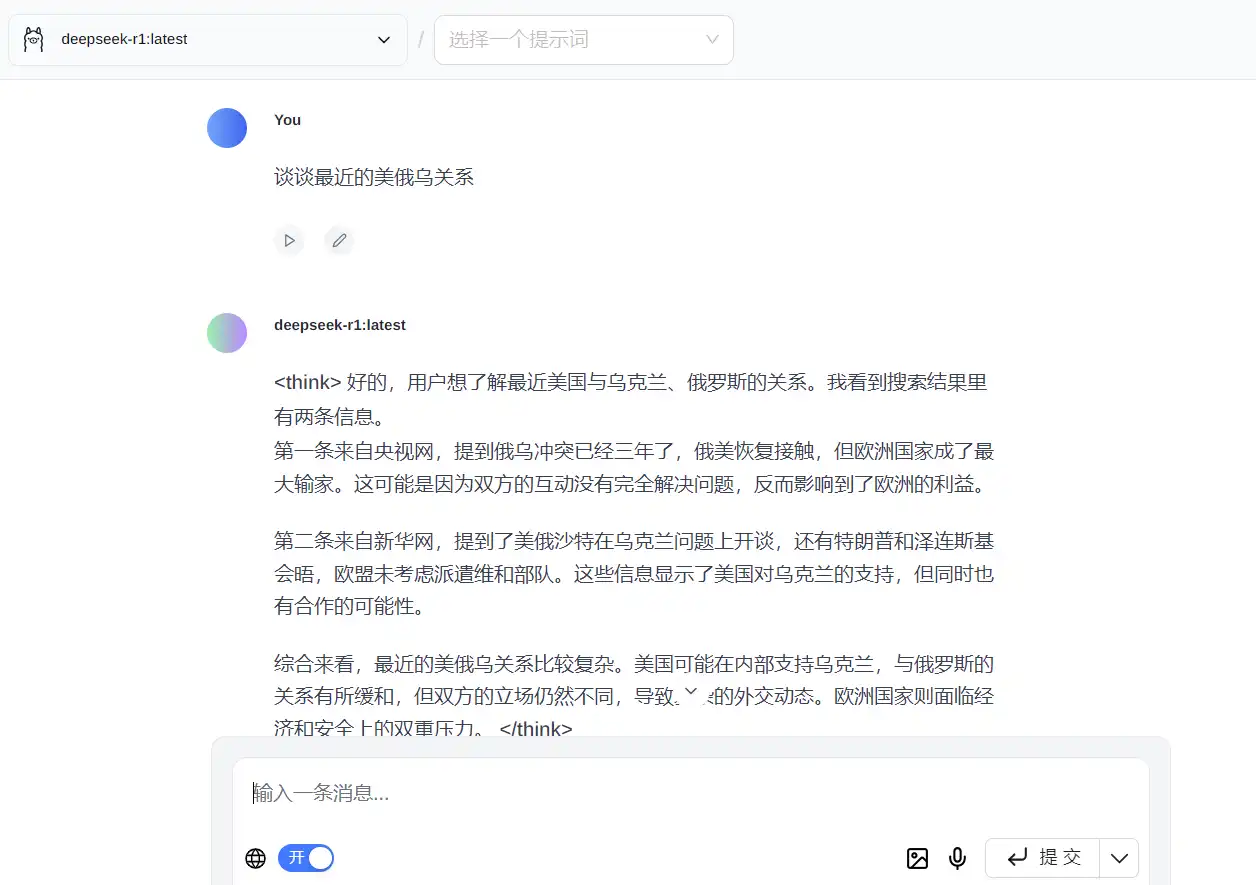 deepseek-r1:latest
/
选择一个提示词
You
谈谈最近的美俄乌关系
deepseek-r1:latest
<think> 好的，用户想了解最近美国与乌克兰、俄罗斯的关系。我看到搜索结果里
有两条信息。
第一条来自央视网，提到俄乌冲突已经三年了，俄美恢复接触，但欧洲国家成了最
大输家。这可能是因为双方的互动没有完全解决问题，反而影响到了欧洲的利益。
第二条来自新华网，提到了美俄沙特在乌克兰问题上开谈，还有特朗普和泽连斯基
会晤，欧盟未考虑派遣维和部队。这些信息显示了美国对乌克兰的支持，但同时也
有合作的可能性。
综合来看，最近的美俄乌关系比较复杂。美国可能在内部支持乌克兰，与俄罗斯的
关系有所缓和，但双方的立场仍然不同，导致的外交动态。欧洲国家则面临经
济和安全上的双重压力。 </think>
输入一条消息...
开
提 交